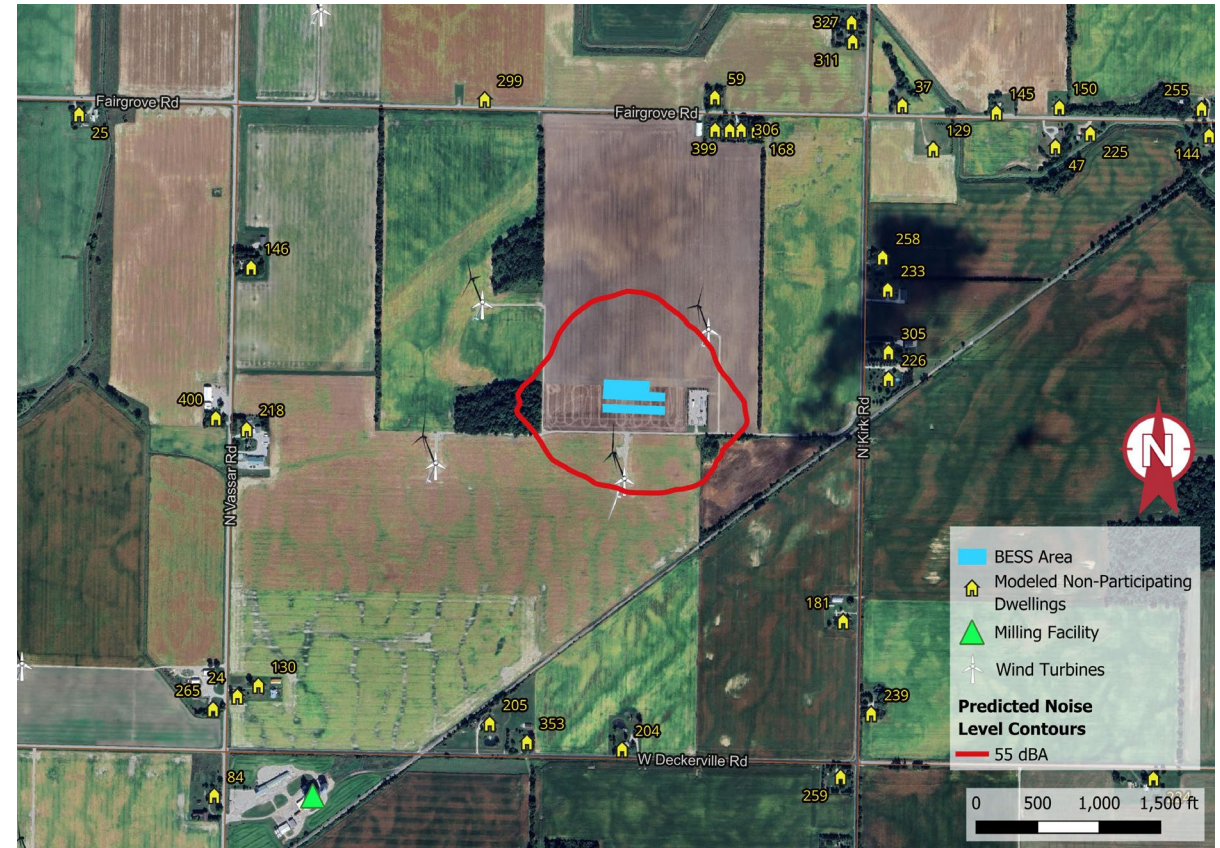 327
311
299
59
Fairgrove Rd
25
Fairgrove Rd
399
306
168
37
145
150
255
129
47
225
144
146
258
233
305
226
400
218
N Vassar Rd
N Kirk Rd
N
181
265
24
130
205
353
204
239
W Deckerville Rd
84
259
BESS Area
Modeled Non-Participating
Dwellings
Milling Facility
Wind Turbines
Predicted Noise
Level Contours
55 dBA
0 500 1,000 1,500 ft